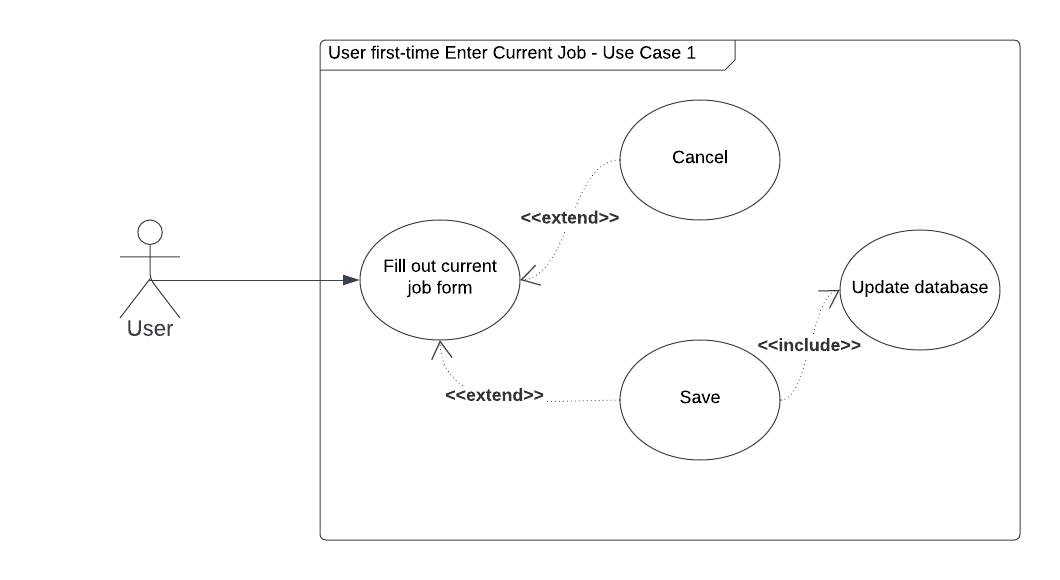 User first-time Enter Current Job - Use Case 1
Cancel
<<extend>>
Fill out current
job form
User
Update database
<<include>>
<<extend>>
Save